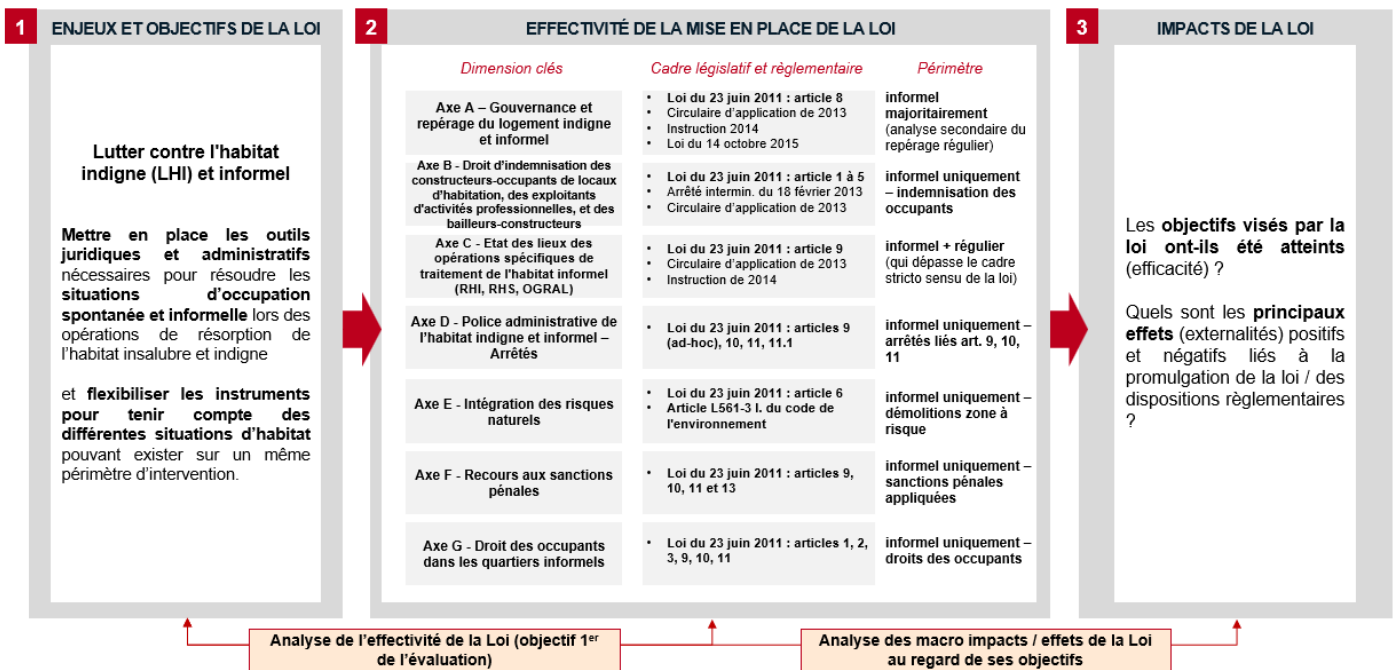 1 ENJEUX ET OBJECTIFS DE LA LOI
Lutter contre l'habitat
indigne (LHI) et informel
Mettre en place les outils
juridiques et administratifs
nécessaires pour résoudre les
situations d'occupation
spontanée et informelle lors des
opérations de résorption de
l'habitat insalubre et indigne
et flexibiliser les instruments
pour tenir compte des
différentes situations d'habitat
pouvant exister sur un même
périmètre d'intervention.
2 EFFECTIVITÉ DE LA MISE EN PLACE DE LA LOI
Dimension clés
Cadre législatif et règlementaire
Périmètre
Axe A – Gouvernance et
repérage du logement indigne
et informel
• Loi du 23 juin 2011 : article 8
• Circulaire d'application de 2013
• Instruction 2014
• Loi du 14 octobre 2015
informel
majoritairement
(analyse secondaire du
repérage régulier)
Axe B - Droit d'indemnisation des
constructeurs-occupants de locaux
d'habitation, des exploitants
d'activités professionnelles, et des
bailleurs-constructeurs
• Loi du 23 juin 2011 : article 1 à 5
• Arrêté intermin. du 18 février 2013
• Circulaire d'application de 2013
informel uniquement
– indemnisation des
occupants
Axe C - Etat des lieux des
opérations spécifiques de
traitement de l'habitat informel
(RHI, RHS, OGRAL)
• Loi du 23 juin 2011 : article 9
• Circulaire d'application de 2013
• Instruction de 2014
informel + régulier
(qui dépasse le cadre
stricto sensu de la loi)
Axe D - Police administrative de
l'habitat indigne et informel –
Arrêtés
• Loi du 23 juin 2011 : articles 9
(ad-hoc), 10, 11, 11.1
informel uniquement –
arrêtés liés art. 9, 10,
11
Axe E - Intégration des risques
naturels
• Loi du 23 juin 2011 : article 6
• Article L561-3 I. du code de
l'environnement
informel uniquement –
démolitions zone à
risque
Axe F - Recours aux sanctions
pénales
• Loi du 23 juin 2011 : articles 9,
10, 11 et 13
informel uniquement –
sanctions pénales
appliquées
Axe G - Droit des occupants
dans les quartiers informels
• Loi du 23 juin 2011 : articles 1, 2,
3, 9, 10, 11
informel uniquement –
droits des occupants
3 IMPACTS DE LA LOI
Les objectifs visés par la
loi ont-ils été atteints
(efficacité) ?
Quels sont les principaux
effets (externalités) positifs
et négatifs liés à la
promulgation de la loi / des
dispositions règlementaires
?
Analyse de l'effectivité de la Loi (objectif 1er
de l'évaluation)
Analyse des macro impacts / effets de la Loi
au regard de ses objectifs